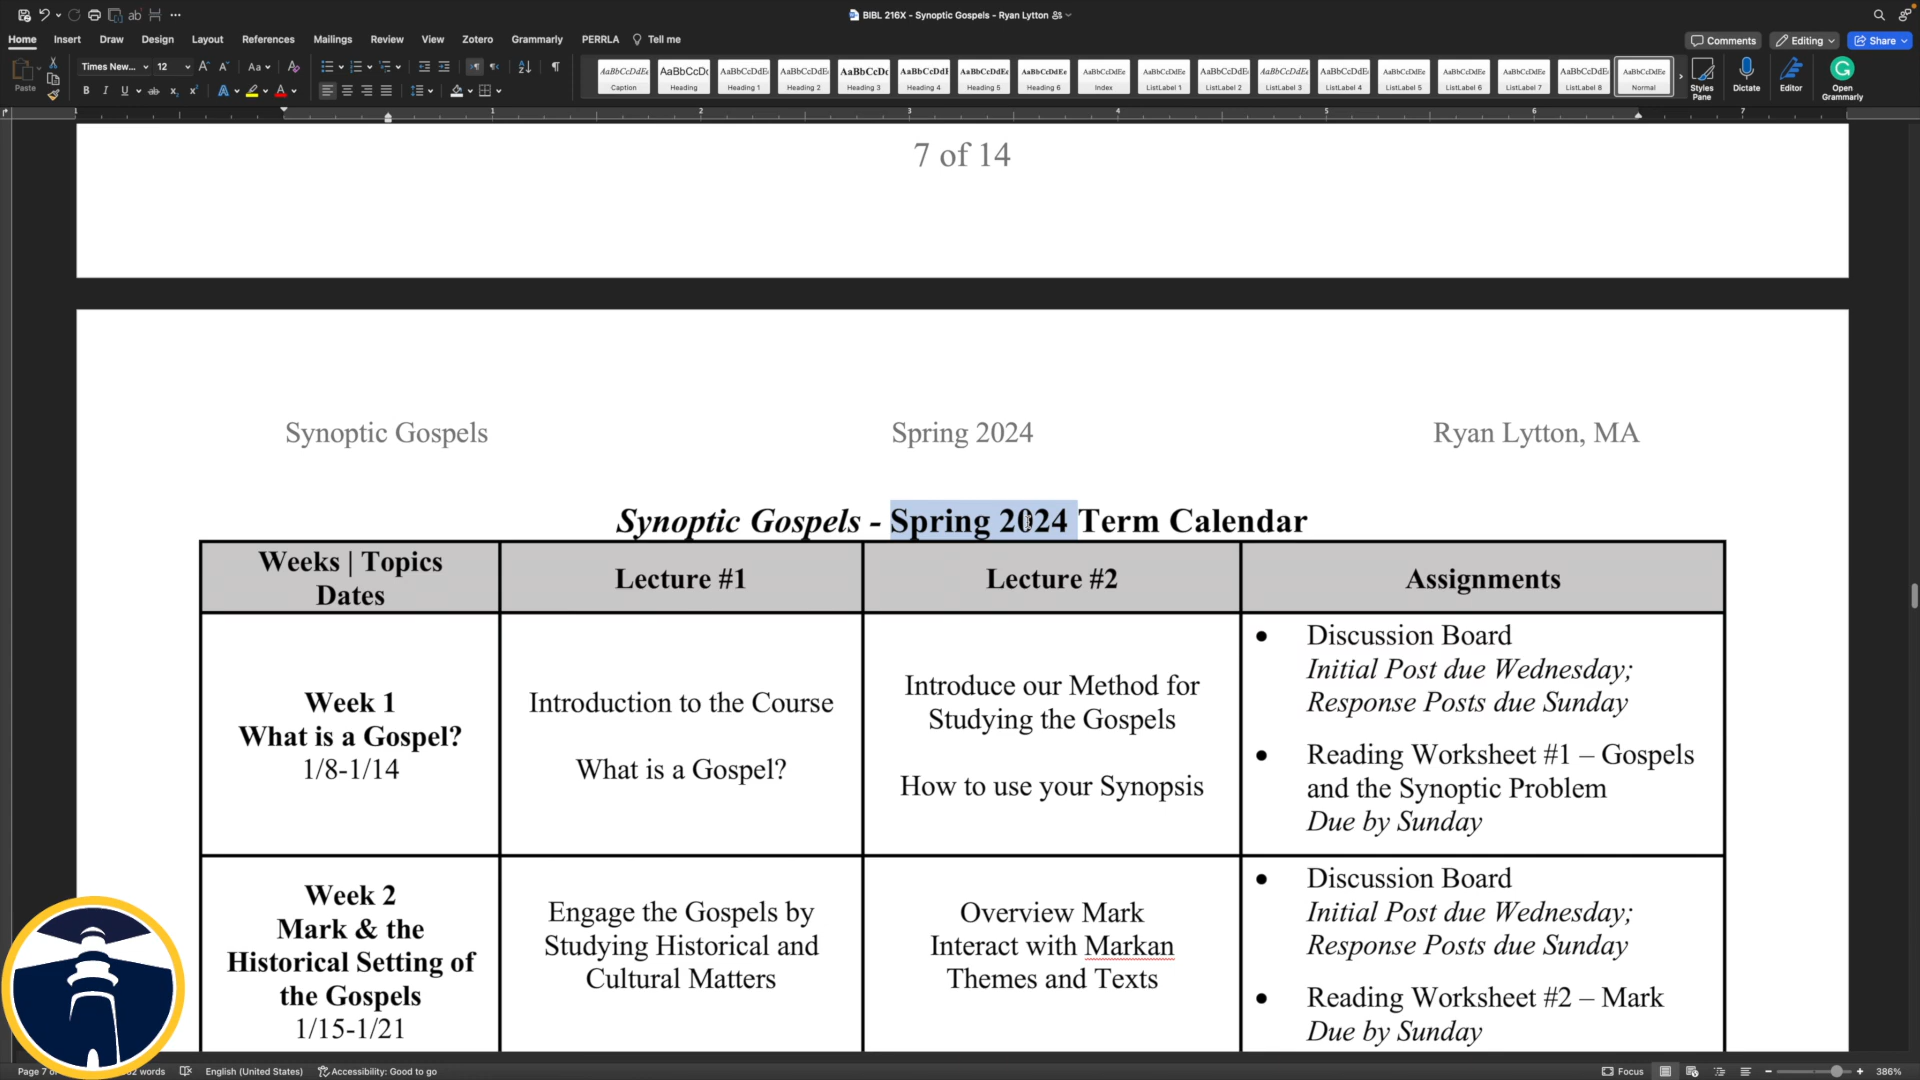 BIBL 216X - Synoptic Gospels - Ryan Lytton
Home Insert Draw Design Layout References Mailings Review View Zotero Grammarly PERRLA Tell me
Comments Editing Share
Paste
Times New... 12
Caption Heading Heading 1 Heading 2 Heading 3 Heading 4 Heading 5 Heading 6 Index ListLabel 1 ListLabel 2 ListLabel 3 ListLabel 4 ListLabel 5 ListLabel 6 ListLabel 7 ListLabel 8 Normal
Styles Pane
Dictate
Editor
Open Grammarly
7 of 14
Synoptic Gospels Spring 2024 Ryan Lytton, MA
Synoptic Gospels - Spring 2024 Term Calendar
Weeks | Topics
Dates
Lecture #1
Lecture #2
Assignments
Week 1
What is a Gospel?
1/8-1/14
Introduction to the Course
What is a Gospel?
Introduce our Method for
Studying the Gospels
How to use your Synopsis
• Discussion Board
Initial Post due Wednesday;
Response Posts due Sunday
• Reading Worksheet #1 – Gospels
and the Synoptic Problem
Due by Sunday
Week 2
Mark & the
Historical Setting of
the Gospels
1/15-1/21
Engage the Gospels by
Studying Historical and
Cultural Matters
Overview Mark
Interact with Markan
Themes and Texts
• Discussion Board
Initial Post due Wednesday;
Response Posts due Sunday
• Reading Worksheet #2 – Mark
Due by Sunday
Page 7 words English (United States) Accessibility: Good to go
Focus 386%